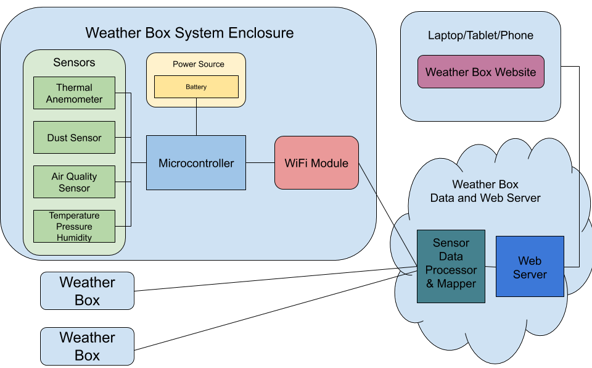 Weather Box System Enclosure
Sensors
Thermal
Anemometer
Dust Sensor
Air Quality
Sensor
Temperature
Pressure
Humidity
Power Source
Battery
Microcontroller
WiFi Module
Laptop/Tablet/Phone
Weather Box Website
Weather Box
Data and Web Server
Sensor
Data
Processor
& Mapper
Web
Server
Weather
Box
Weather
Box